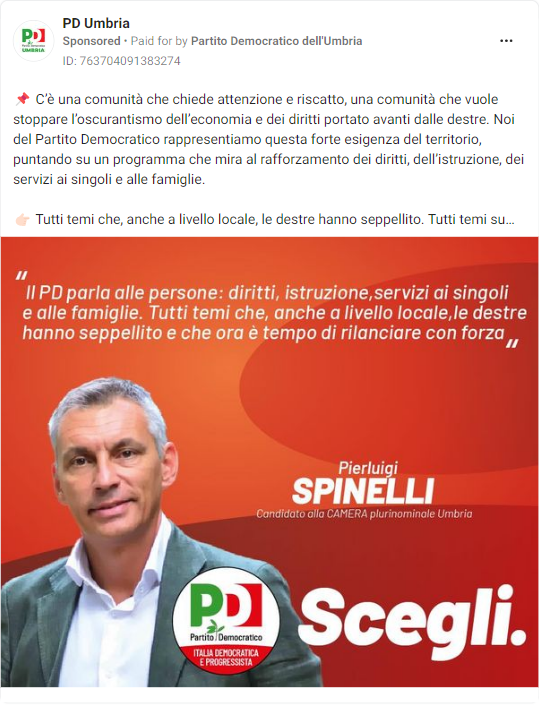 PD Umbria
Sponsored • Paid for by Partito Democratico dell'Umbria
ID: 763704091383274
📌 C'è una comunità che chiede attenzione e riscatto, una comunità che vuole
stoppare l'oscurantismo dell'economia e dei diritti portato avanti dalle destre. Noi
del Partito Democratico rappresentiamo questa forte esigenza del territorio,
puntando su un programma che mira al rafforzamento dei diritti, dell'istruzione, dei
servizi ai singoli e alle famiglie.
👉🏻 Tutti temi che, anche a livello locale, le destre hanno seppellito. Tutti temi su...
"Il PD parla alle persone: diritti, istruzione,servizi ai singoli
e alle famiglie. Tutti temi che, anche a livello locale,le destre
hanno seppellito e che ora è tempo di rilanciare con forza"
Pierluigi
SPINELLI
Candidato alla CAMERA plurinominale Umbria
PD
Partito Democratico
ITALIA DEMOCRATICA
E PROGRESSISTA
Scegli.